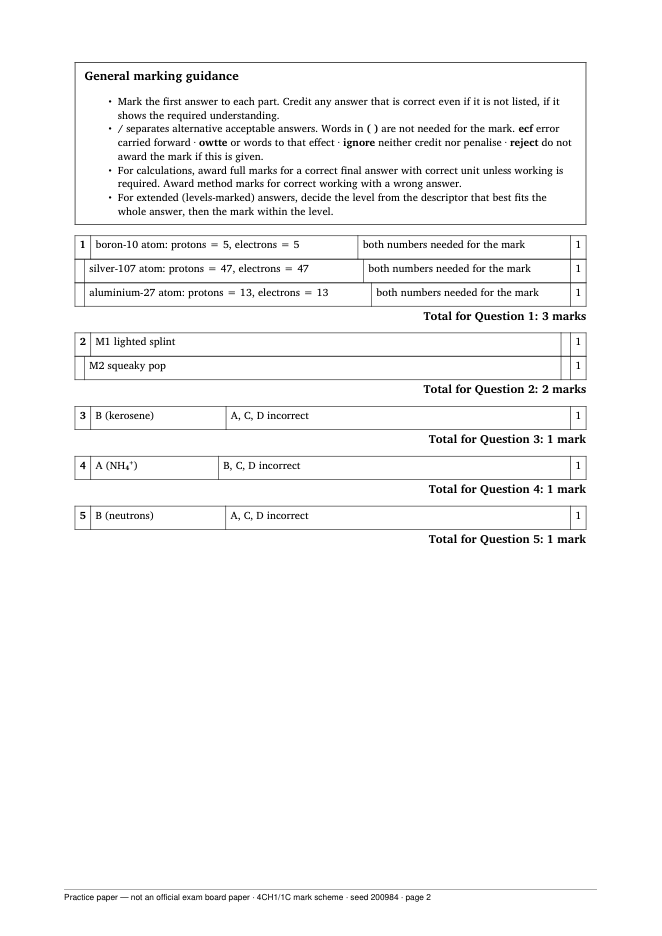 General marking guidance
• Mark the first answer to each part. Credit any answer that is correct even if it is not listed, if it
shows the required understanding.
• / separates alternative acceptable answers. Words in ( ) are not needed for the mark. ecf error
carried forward · owtte or words to that effect · ignore neither credit nor penalise · reject do not
award the mark if this is given.
• For calculations, award full marks for a correct final answer with correct unit unless working is
required. Award method marks for correct working with a wrong answer.
• For extended (levels-marked) answers, decide the level from the descriptor that best fits the
whole answer, then the mark within the level.
1 boron-10 atom: protons = 5, electrons = 5 both numbers needed for the mark 1
silver-107 atom: protons = 47, electrons = 47 both numbers needed for the mark 1
aluminium-27 atom: protons = 13, electrons = 13 both numbers needed for the mark 1
Total for Question 1: 3 marks
2 M1 lighted splint 1
M2 squeaky pop 1
Total for Question 2: 2 marks
3 B (kerosene) A, C, D incorrect 1
Total for Question 3: 1 mark
4 A (NH₄⁺) B, C, D incorrect 1
Total for Question 4: 1 mark
5 B (neutrons) A, C, D incorrect 1
Total for Question 5: 1 mark
Practice paper — not an official exam board paper · 4CH1/1C mark scheme · seed 200984 · page 2